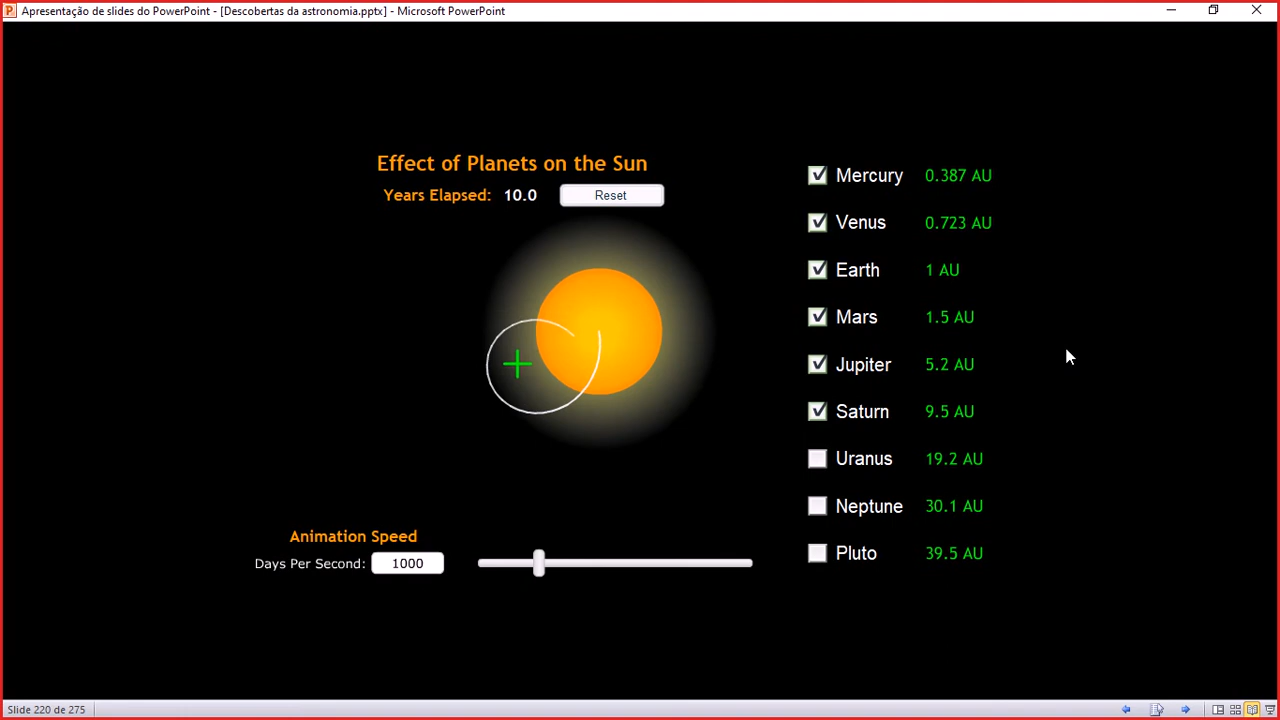 Apresentação de slides do PowerPoint - [Descobertas da astronomia.pptx] - Microsoft PowerPoint
Effect of Planets on the Sun
Years Elapsed: 10.0 Reset
Mercury 0.387 AU
Venus 0.723 AU
Earth 1 AU
Mars 1.5 AU
Jupiter 5.2 AU
Saturn 9.5 AU
Uranus 19.2 AU
Neptune 30.1 AU
Pluto 39.5 AU
Animation Speed
Days Per Second: 1000
Slide 220 de 275